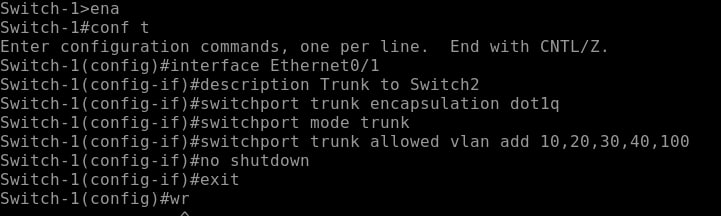 Switch-1>ena
Switch-1#conf t
Enter configuration commands, one per line.  End with CNTL/Z.
Switch-1(config)#interface Ethernet0/1
Switch-1(config-if)#description Trunk to Switch2
Switch-1(config-if)#switchport trunk encapsulation dot1q
Switch-1(config-if)#switchport mode trunk
Switch-1(config-if)#switchport trunk allowed vlan add 10,20,30,40,100
Switch-1(config-if)#no shutdown
Switch-1(config-if)#exit
Switch-1(config)#wr
^